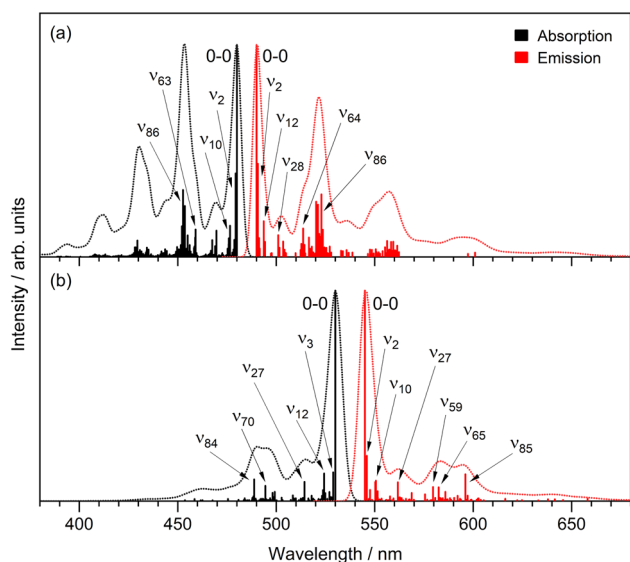 (a)
0-0 0-0
Absorption
Emission
ν63
ν2
ν2
ν12
ν64
ν86
ν10
ν28
ν86
(b)
0-0 0-0
ν3
ν2
ν27
ν10
ν27
ν12
ν59
ν70
ν65
ν84
ν85
Intensity / arb. units
400 450 500 550 600 650
Wavelength / nm